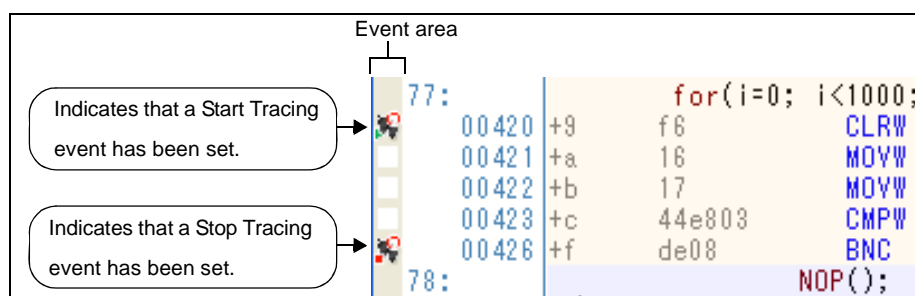 Event area
77: for(i=0; i<1000;
Indicates that a Start Tracing
event has been set.
00420 +9 f6 CLRW
00421 +a 16 MOVW
00422 +b 17 MOVW
00423 +c 44e803 CMPW
Indicates that a Stop Tracing
event has been set.
00426 +f de08 BNC
78: NOP();